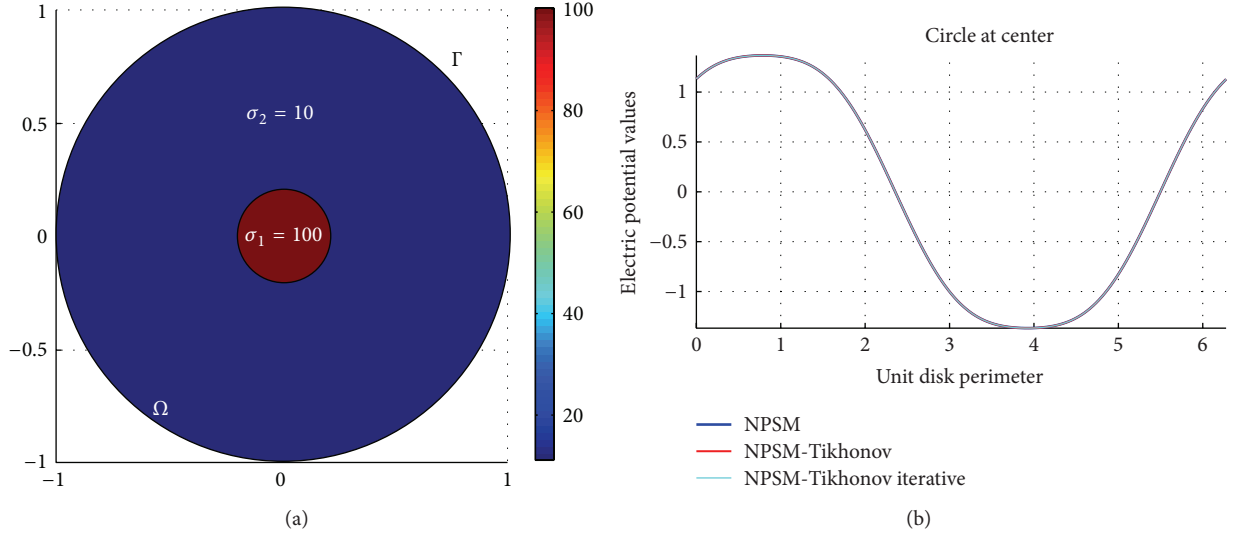 1
0.5
0
−0.5
−1
−1
0
1
Γ
σ₂ = 10
σ₁ = 100
Ω
100
80
60
40
20
(a)
Circle at center
Electric potential values
1
0.5
0
−0.5
−1
0
1
2
3
4
5
6
Unit disk perimeter
NPSM
NPSM-Tikhonov
NPSM-Tikhonov iterative
(b)